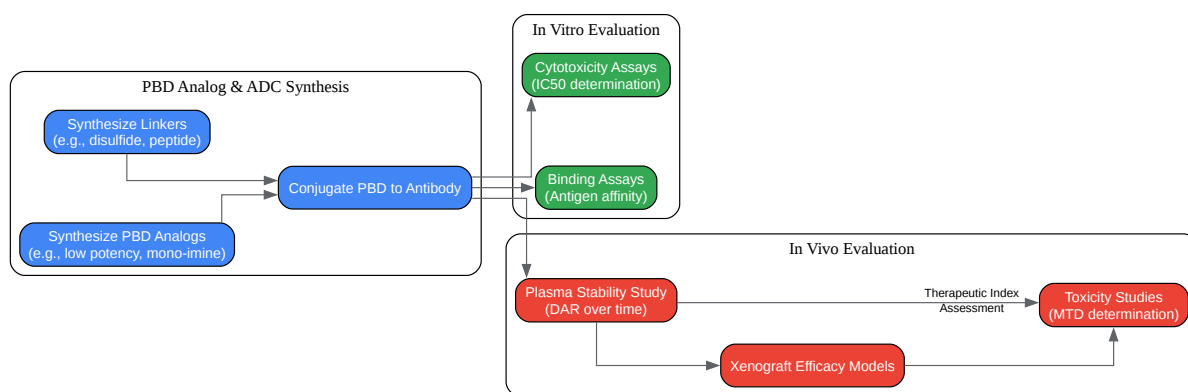 In Vitro Evaluation
Cytotoxicity Assays
(IC50 determination)
Binding Assays
(Antigen affinity)
PBD Analog & ADC Synthesis
Synthesize Linkers
(e.g., disulfide, peptide)
Conjugate PBD to Antibody
Synthesize PBD Analogs
(e.g., low potency, mono-imine)
In Vivo Evaluation
Plasma Stability Study
(DAR over time)
Therapeutic Index
Assessment
Toxicity Studies
(MTD determination)
Xenograft Efficacy Models